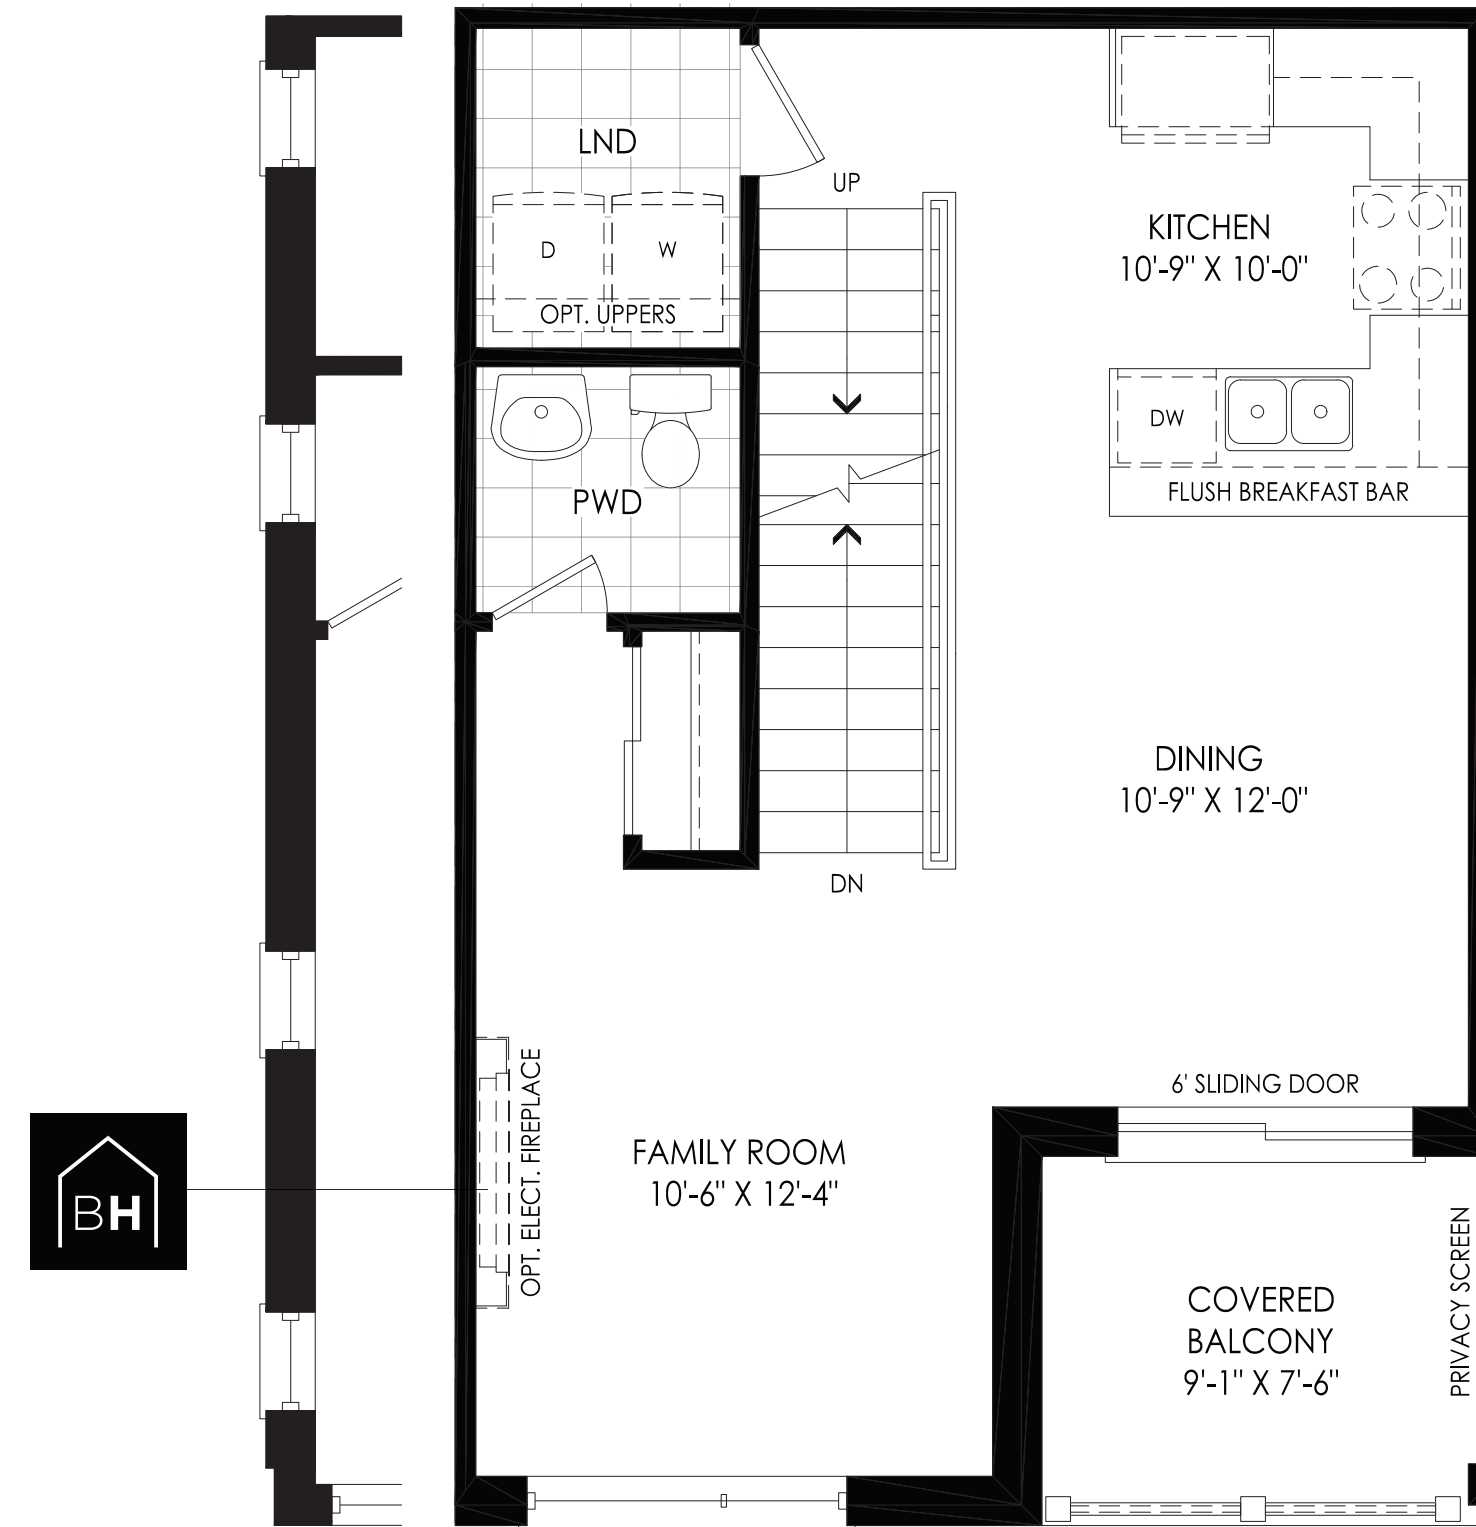 LND
UP
D
W
OPT. UPPERS
KITCHEN
10'-9" X 10'-0"
DW
FLUSH BREAKFAST BAR
PWD
DINING
10'-9" X 12'-0"
DN
6' SLIDING DOOR
OPT. ELECT. FIREPLACE
FAMILY ROOM
10'-6" X 12'-4"
BH
COVERED
BALCONY
9'-1" X 7'-6"
PRIVACY SCREEN